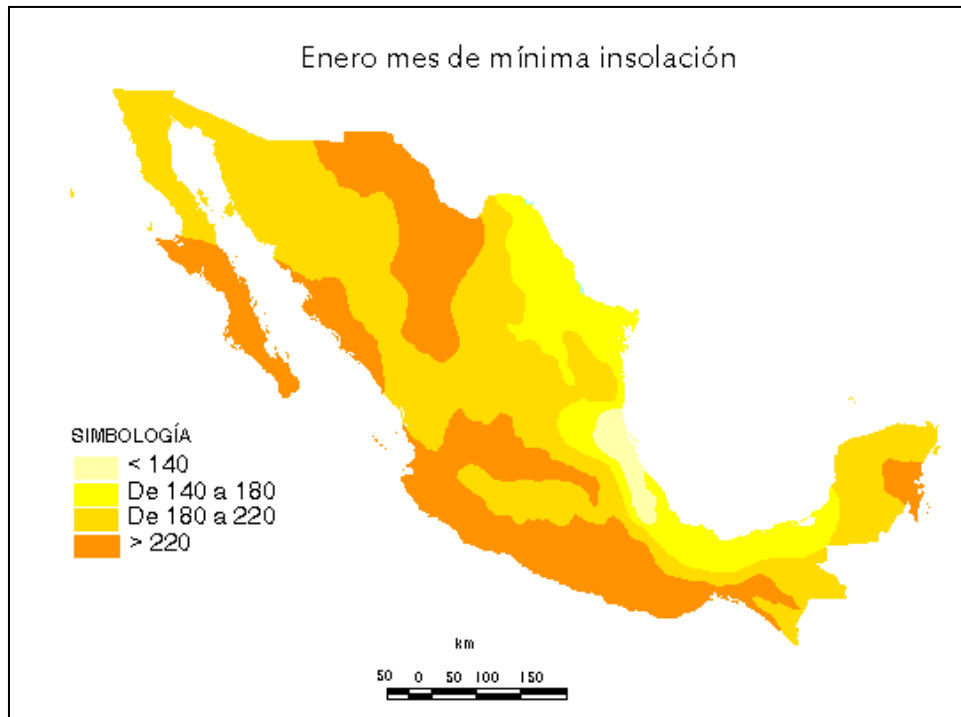 Enero mes de mínima insolación
SIMBOLOGÍA
< 140
De 140 a 180
De 180 a 220
> 220
km
50 0 50 100 150